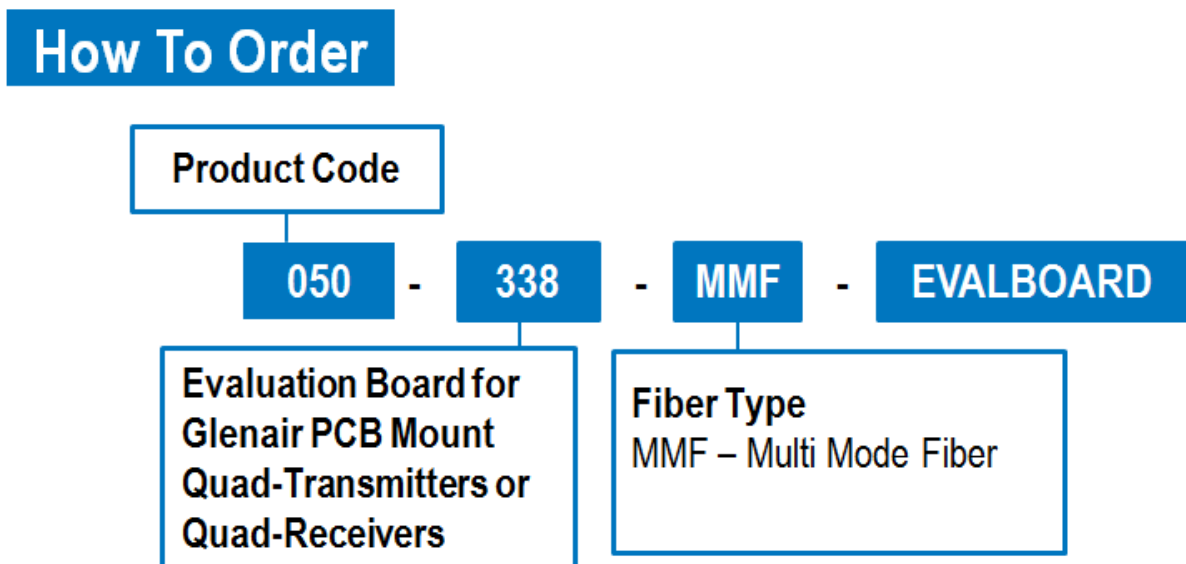 How To Order
Product Code
050 - 338 - MMF - EVALBOARD
Evaluation Board for
Glenair PCB Mount
Quad-Transmitters or
Quad-Receivers
Fiber Type
MMF – Multi Mode Fiber